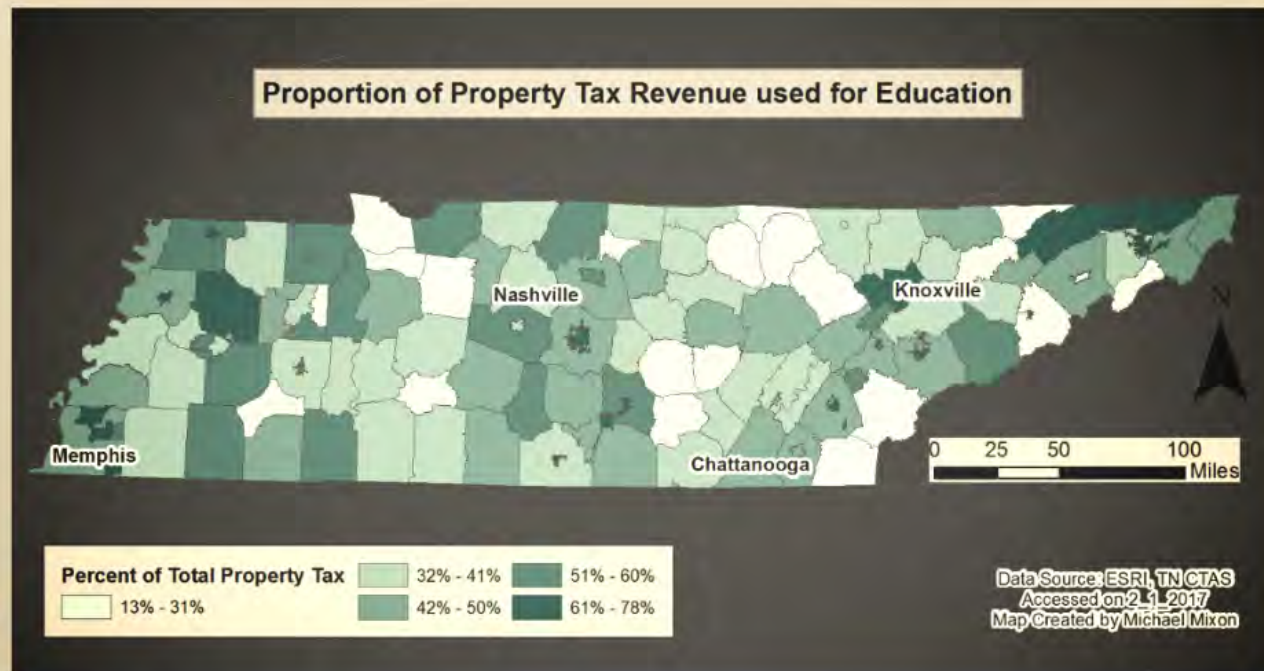 Proportion of Property Tax Revenue used for Education
Nashville
Knoxville
Memphis
Chattanooga
N
0 25 50 100
Miles
Percent of Total Property Tax
13% - 31%
32% - 41%
42% - 50%
51% - 60%
61% - 78%
Data Source: ESRI, TN CTAS
Accessed on 2_1_2017
Map Created by Michael Mixon